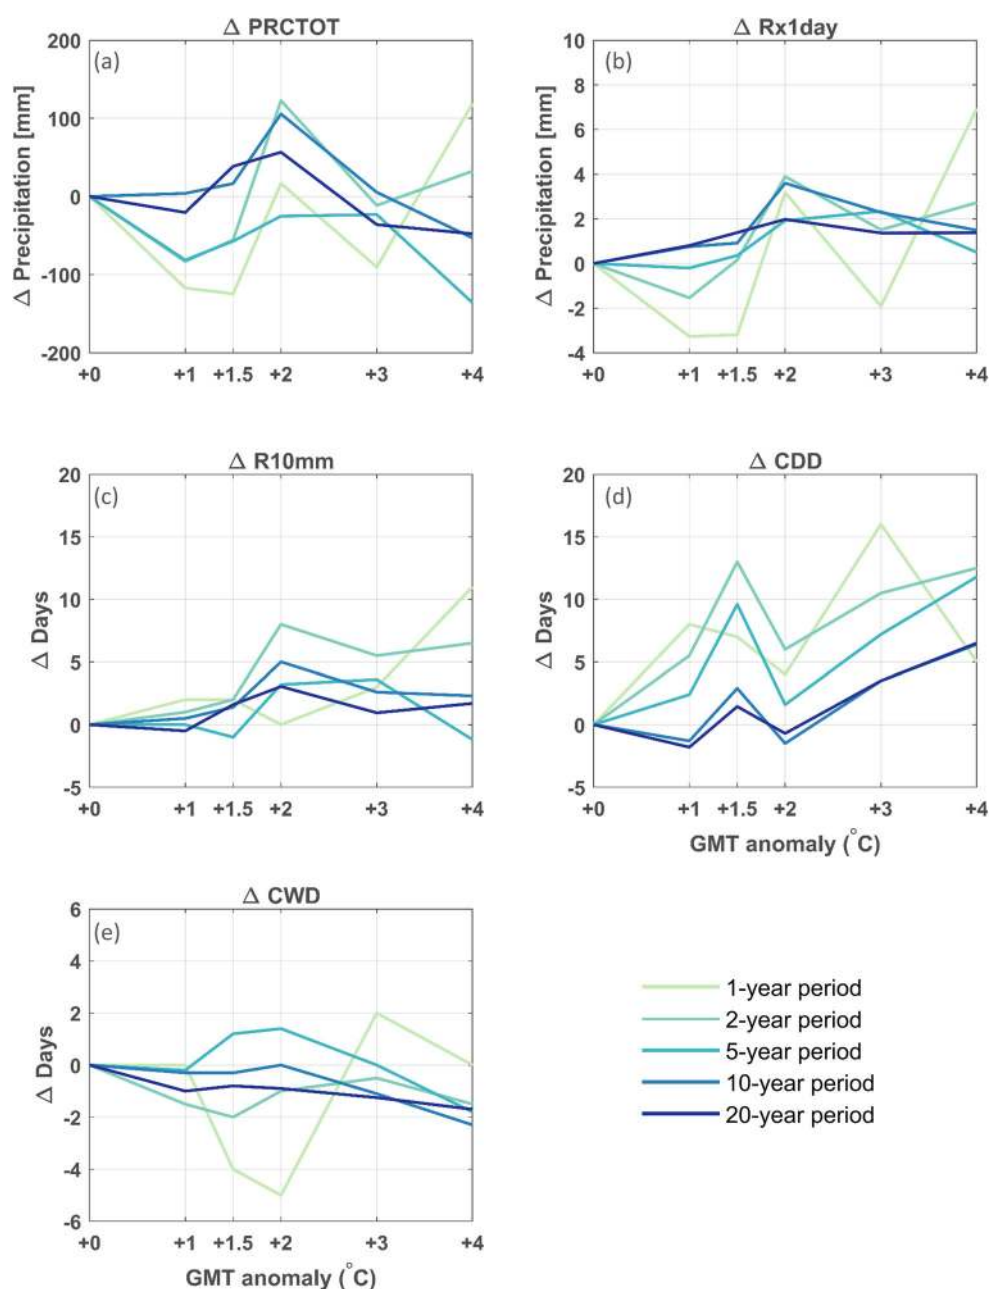 Δ PRCTOT
(a)
Δ Precipitation [mm]
200
100
0
-100
-200
+0 +1 +1.5 +2 +3 +4
Δ Rx1day
(b)
Δ Precipitation [mm]
10
8
6
4
2
0
-2
-4
+0 +1 +1.5 +2 +3 +4
Δ R10mm
(c)
Δ Days
20
15
10
5
0
-5
+0 +1 +1.5 +2 +3 +4
Δ CDD
(d)
Δ Days
20
15
10
5
0
-5
+0 +1 +1.5 +2 +3 +4
GMT anomaly (°C)
Δ CWD
(e)
Δ Days
6
4
2
0
-2
-4
-6
+0 +1 +1.5 +2 +3 +4
GMT anomaly (°C)
1-year period
2-year period
5-year period
10-year period
20-year period